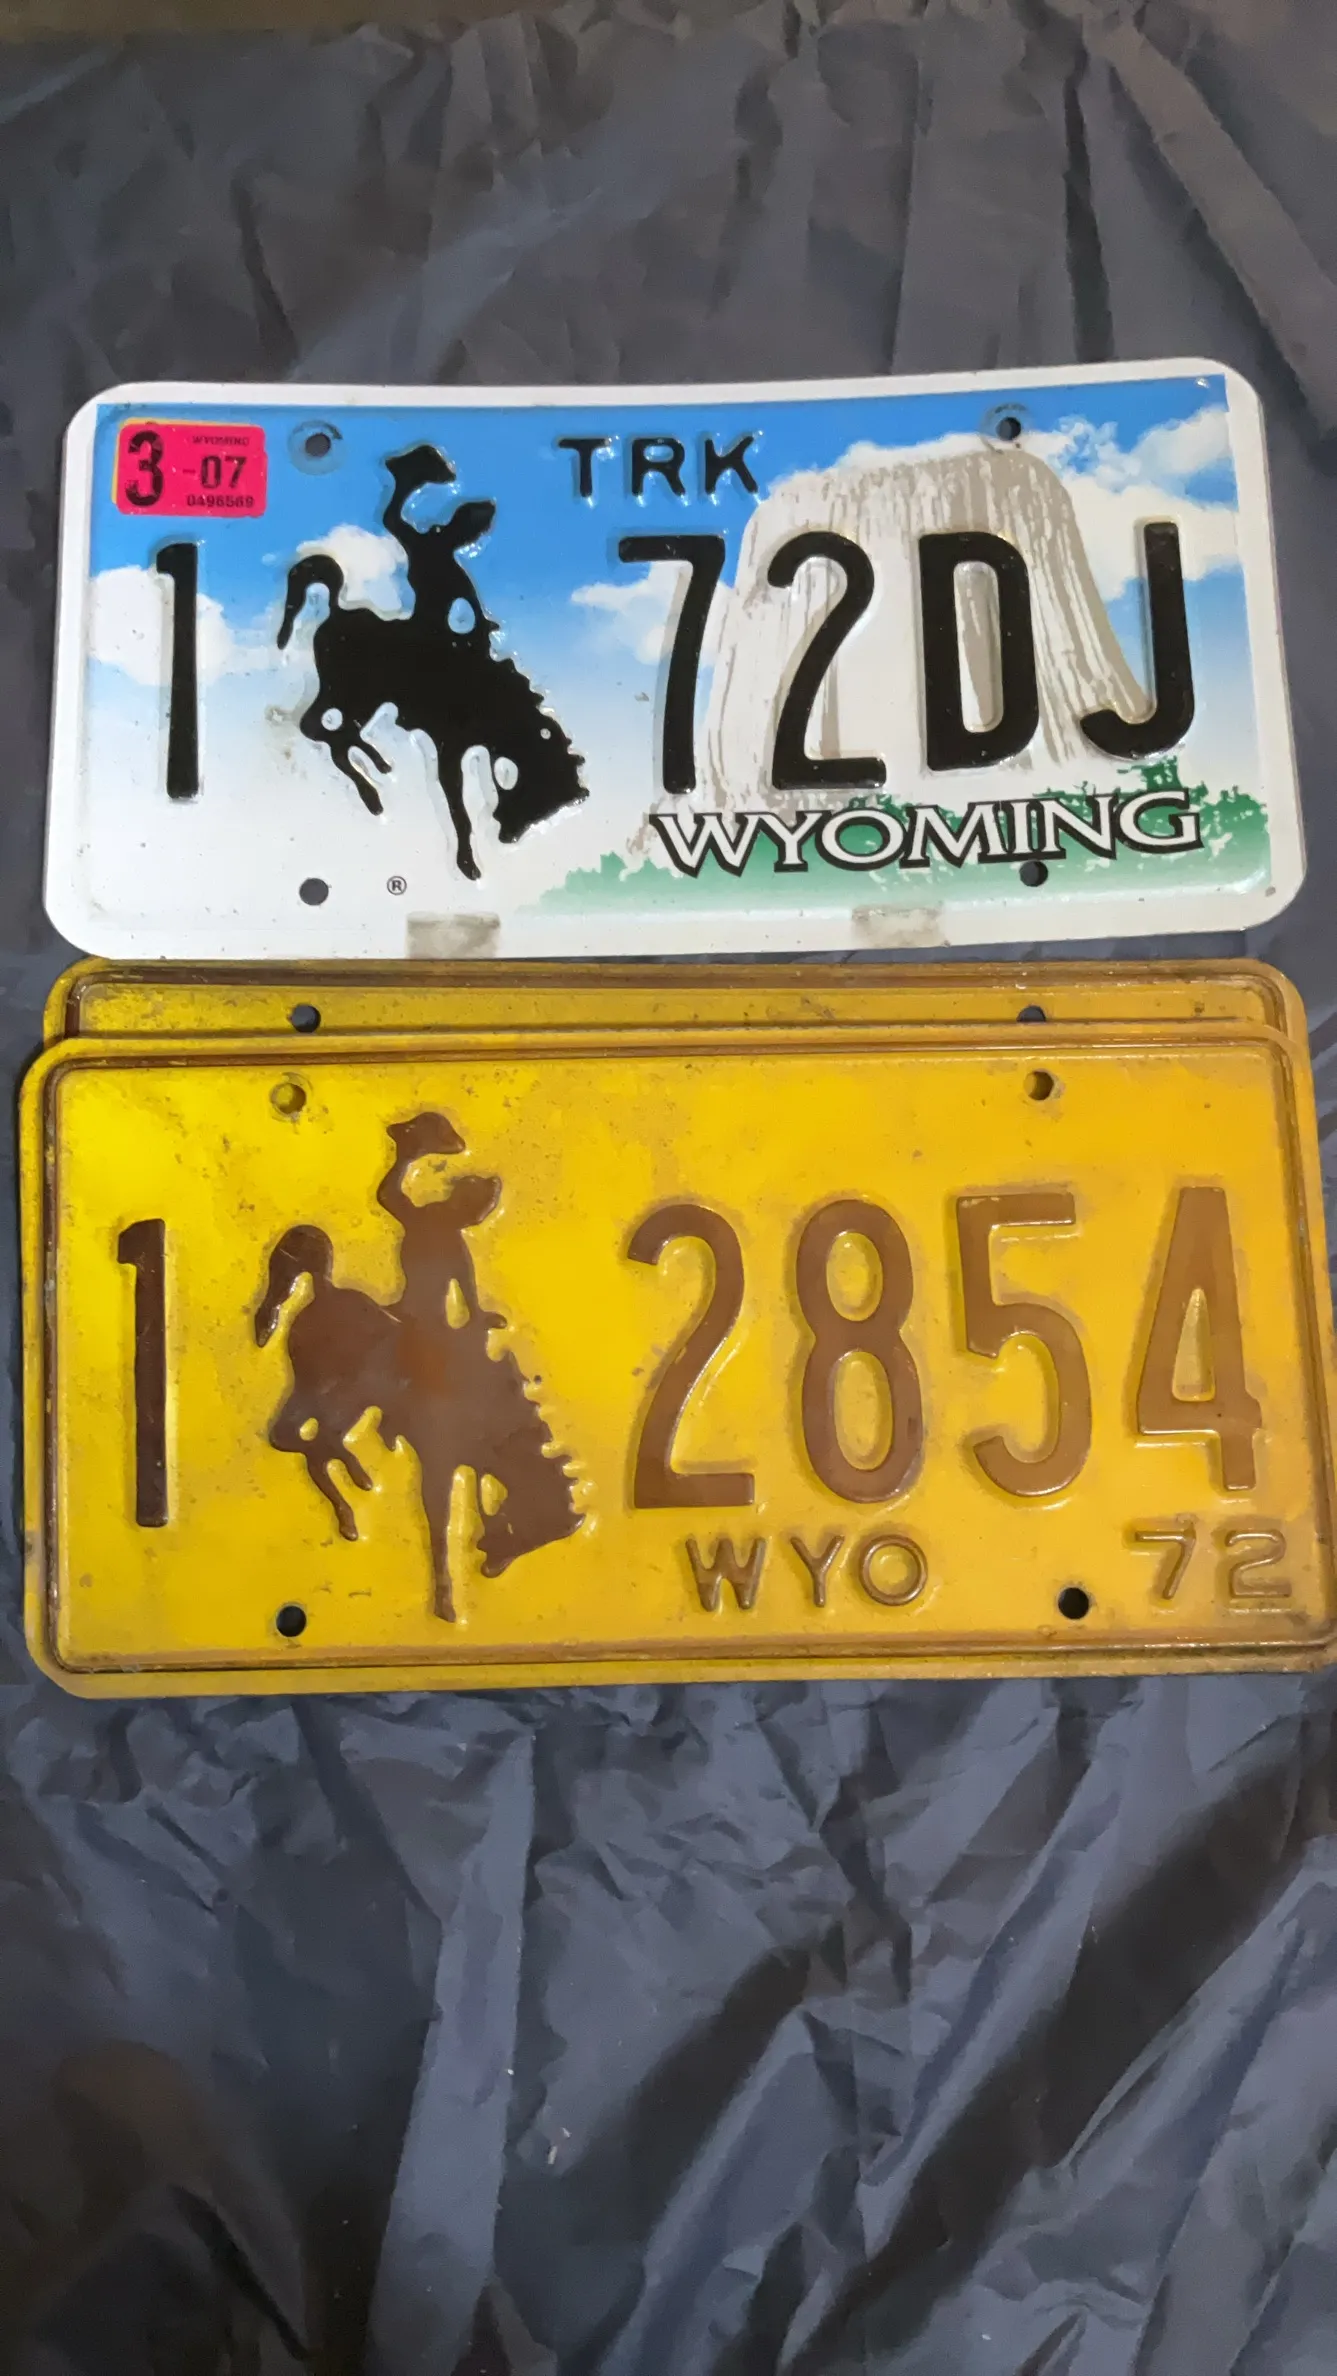 WYOMING
3 -07
0496569
TRK
1 72DJ
WYOMING
®
1 2854
WYO 72